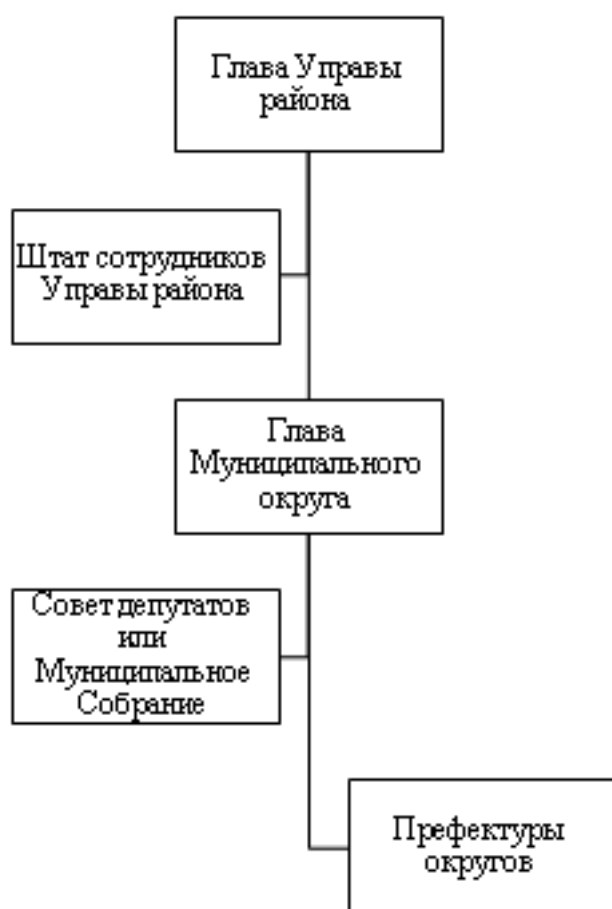 Глава Управы
района
Штат сотрудников
Управы района
Глава
Муниципального
округа
Совет депутатов
или
Муниципальное
Собрание
Префектуры
округов